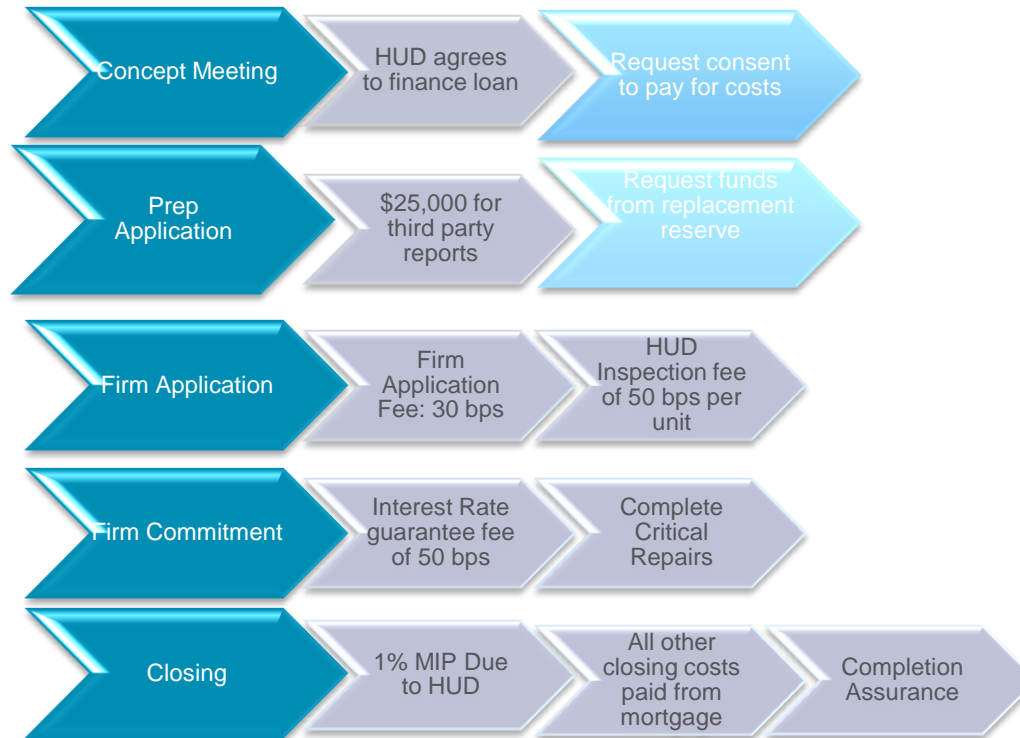 Concept Meeting
HUD agrees
to finance loan
Request consent
to pay for costs
Prep
Application
$25,000 for
third party
reports
Request funds
from replacement
reserve
Firm Application
Firm
Application
Fee: 30 bps
HUD
Inspection fee
of 50 bps per
unit
Firm Commitment
Interest Rate
guarantee fee
of 50 bps
Complete
Critical
Repairs
Closing
1% MIP Due
to HUD
All other
closing costs
paid from
mortgage
Completion
Assurance